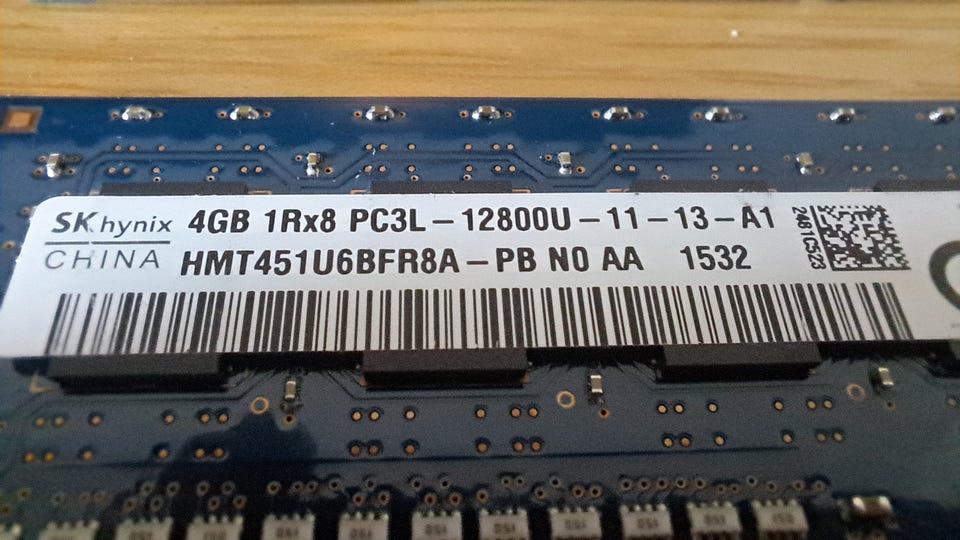 SK hynix 4GB 1Rx8 PC3L-12800U-11-13-A1
CHINA HMT451U6BFR8A-PB N0 AA 1532
2481C523